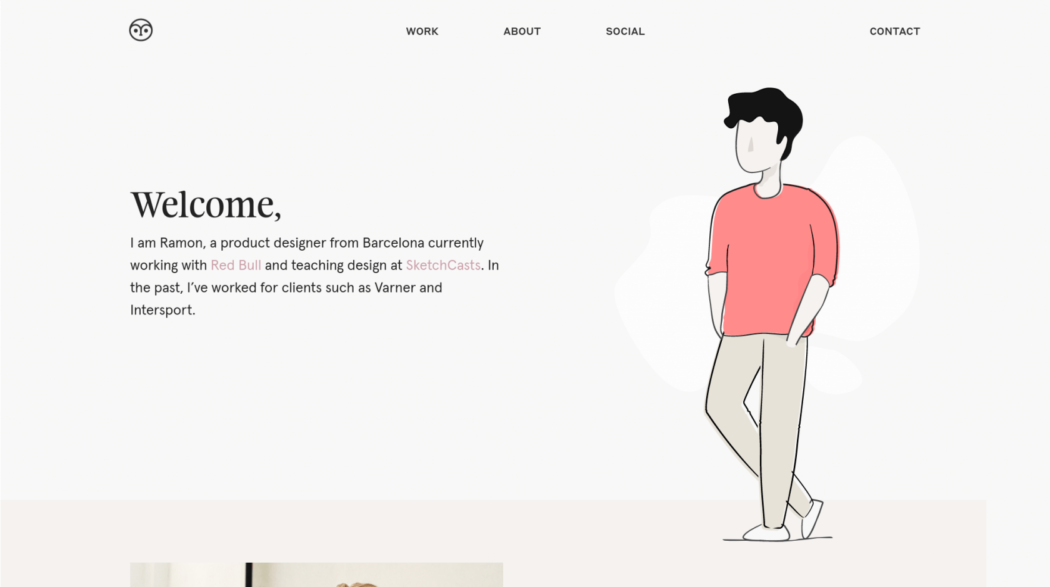 WORK ABOUT SOCIAL CONTACT
Welcome,
I am Ramon, a product designer from Barcelona currently
working with Red Bull and teaching design at SketchCasts. In
the past, I’ve worked for clients such as Varner and
Intersport.